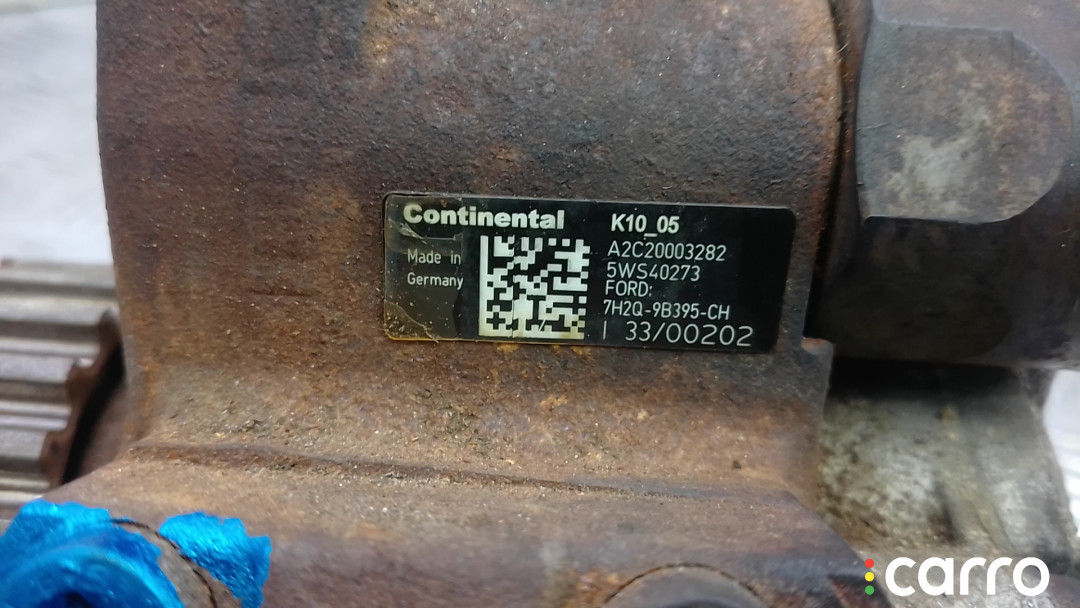 Continental K10_05
Made in
Germany
A2C20003282
5WS40273
FORD:
7H2Q-9B395-CH
| 33/00202
carro